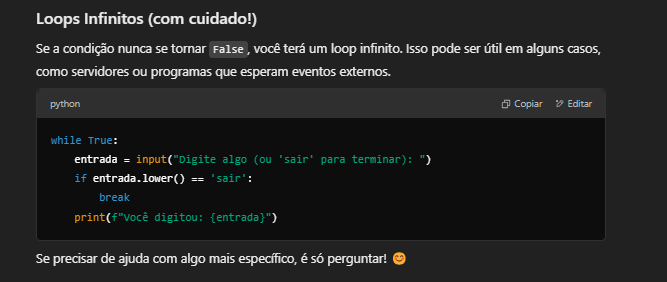 Loops Infinitos (com cuidado!)
Se a condição nunca se tornar False, você terá um loop infinito. Isso pode ser útil em alguns casos,
como servidores ou programas que esperam eventos externos.
python Copiar Editar
while True:
    entrada = input("Digite algo (ou 'sair' para terminar): ")
    if entrada.lower() == 'sair':
        break
    print(f"Você digitou: {entrada}")
Se precisar de ajuda com algo mais específico, é só perguntar! 😊